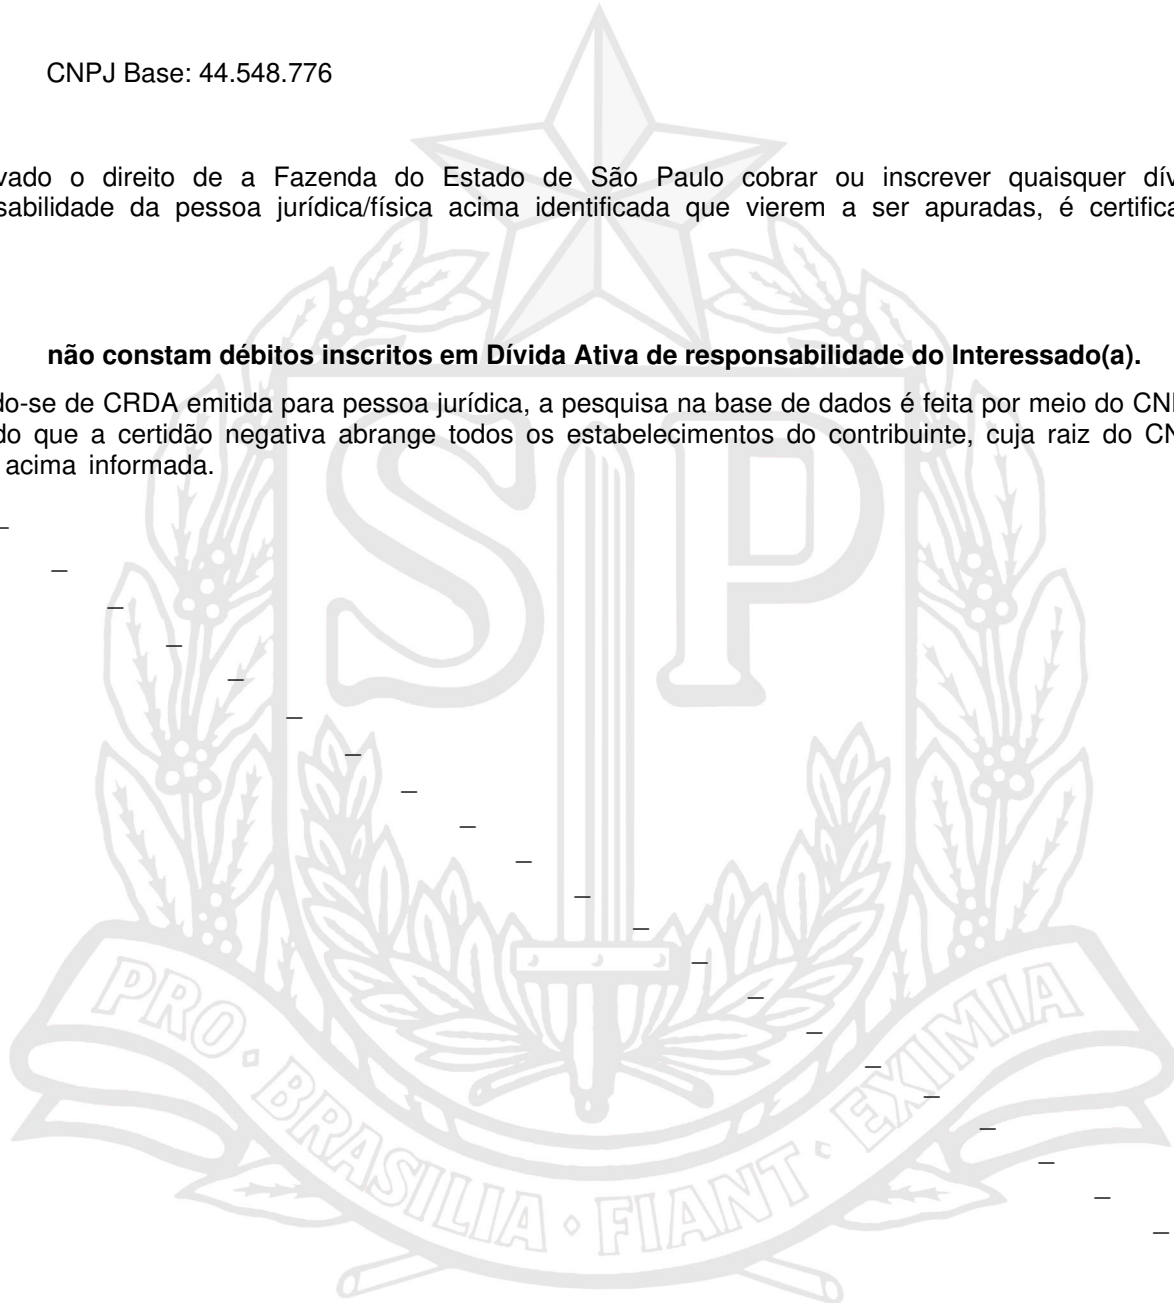 CNPJ Base: 44.548.776
vado o direito de a Fazenda do Estado de São Paulo cobrar ou inscrever quaisquer dív
sabilidade da pessoa jurídica/física acima identificada que vierem a ser apuradas, é certifica
não constam débitos inscritos em Dívida Ativa de responsabilidade do Interessado(a).
do-se de CRDA emitida para pessoa jurídica, a pesquisa na base de dados é feita por meio do CN
do que a certidão negativa abrange todos os estabelecimentos do contribuinte, cuja raiz do CN
acima informada.
SP
PRO BRASILIA FIANT EXIMIA